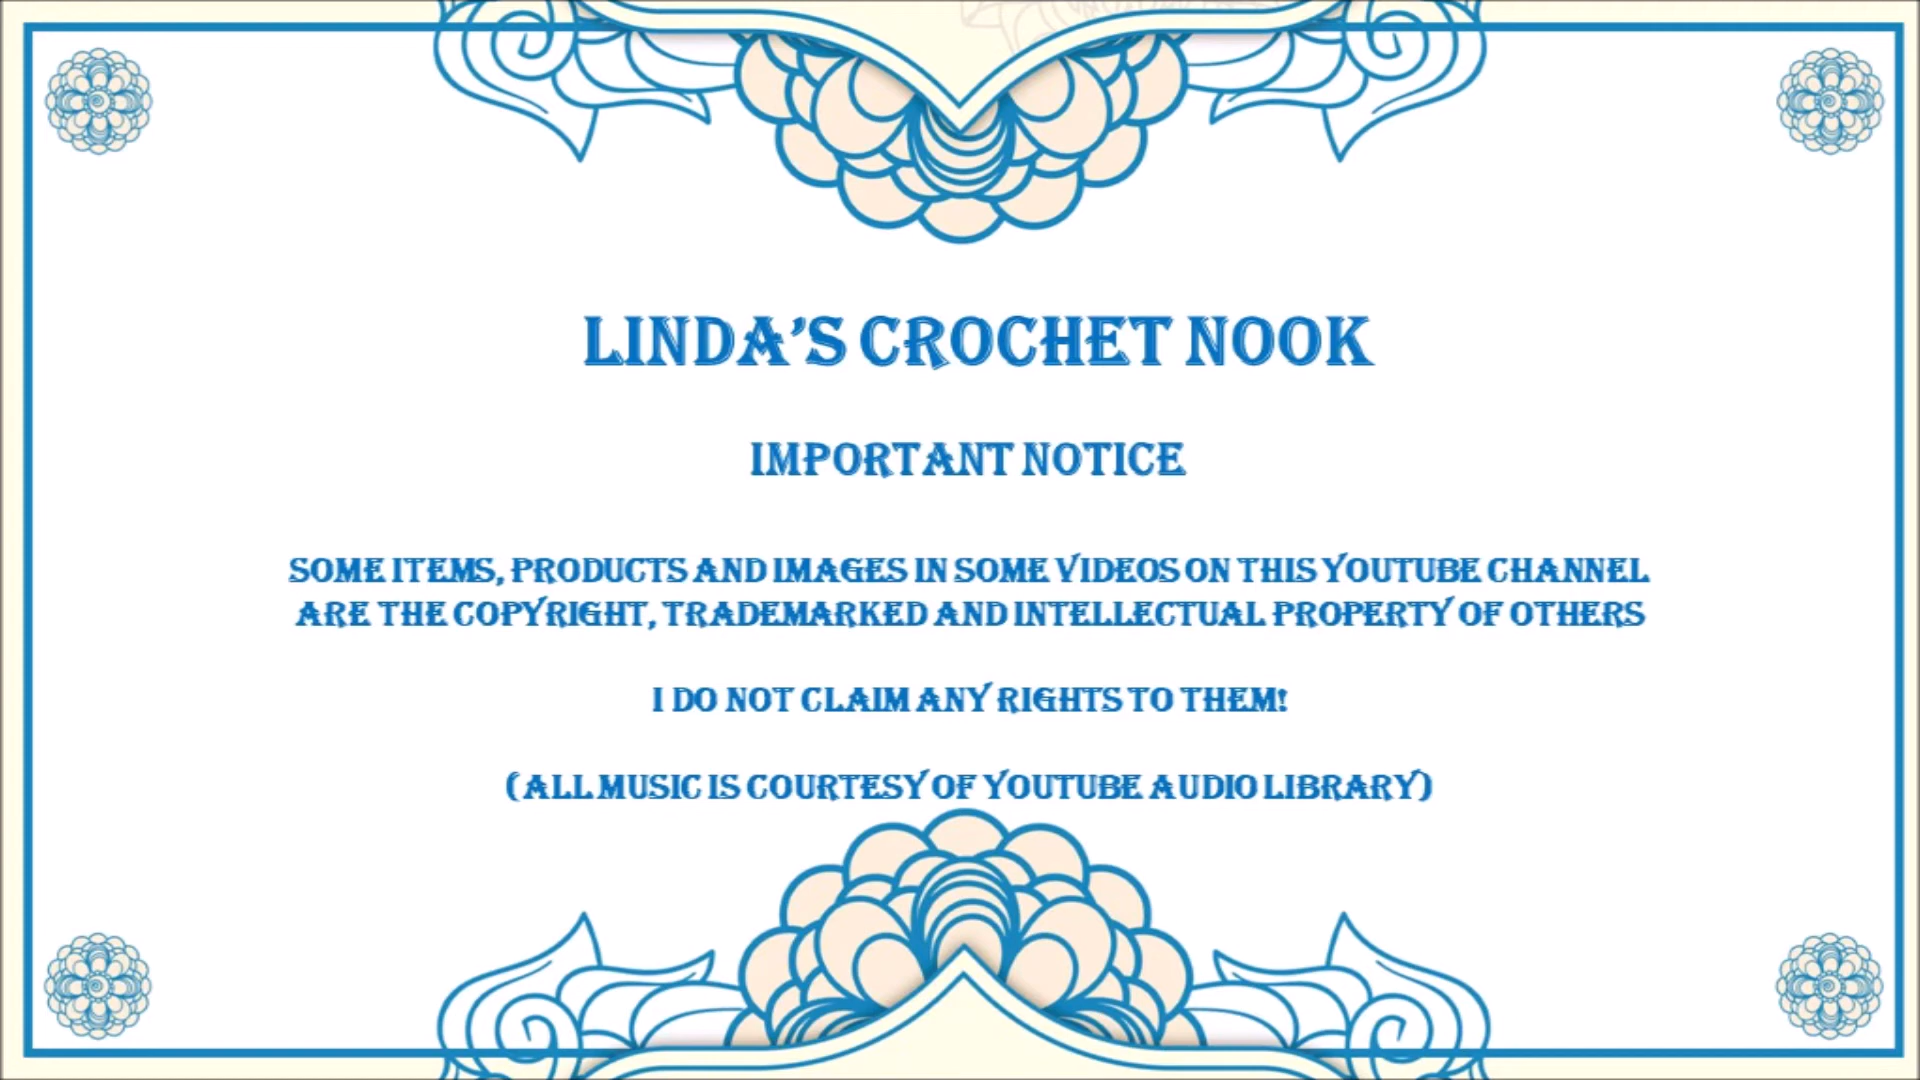 LINDA'S CROCHET NOOK
IMPORTANT NOTICE
SOME ITEMS, PRODUCTS AND IMAGES IN SOME VIDEOS ON THIS YOUTUBE CHANNEL
ARE THE COPYRIGHT, TRADEMARKED AND INTELLECTUAL PROPERTY OF OTHERS
I DO NOT CLAIM ANY RIGHTS TO THEM!
(ALL MUSIC IS COURTESY OF YOUTUBE AUDIO LIBRARY)